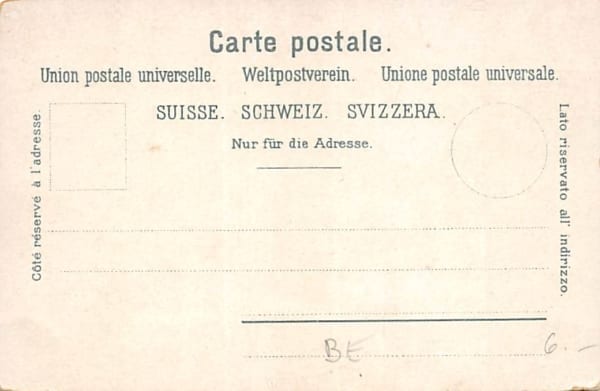 Carte postale.
Union postale universelle. Weltpostverein. Unione postale universale.
SUISSE. SCHWEIZ. SVIZZERA.
Nur für die Adresse.
Côté réservé à l'adresse.
Lato riservato all' indirizzo.
BE
6.-